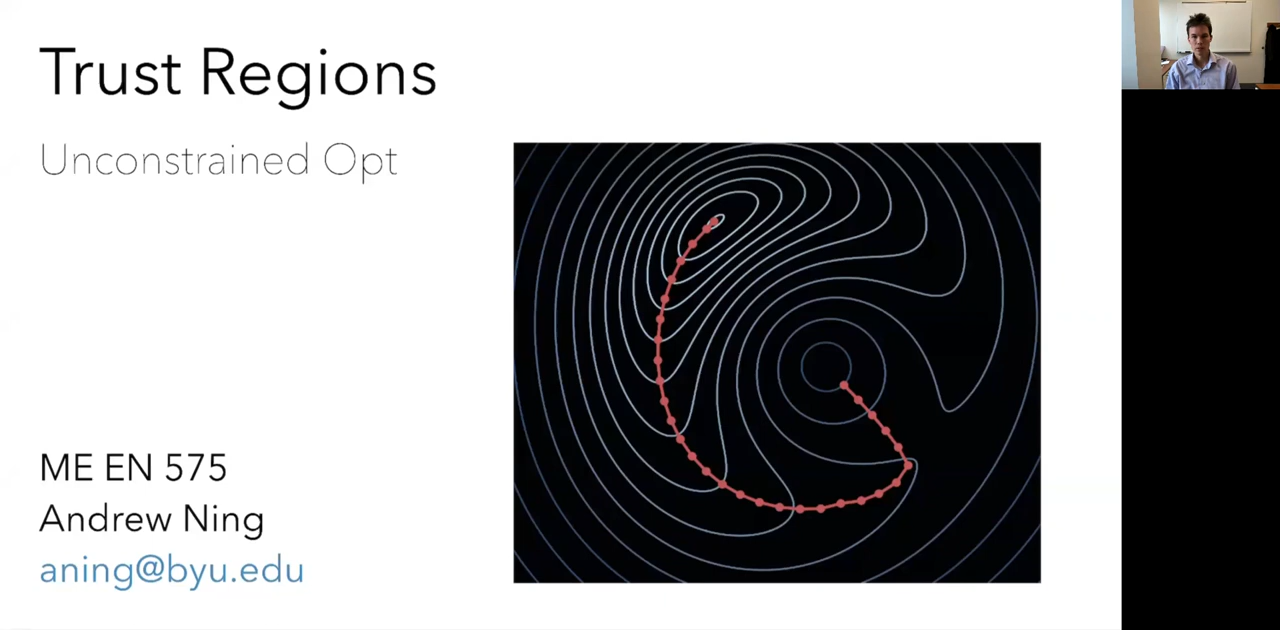 Trust Regions
Unconstrained Opt
ME EN 575
Andrew Ning
aning@byu.edu